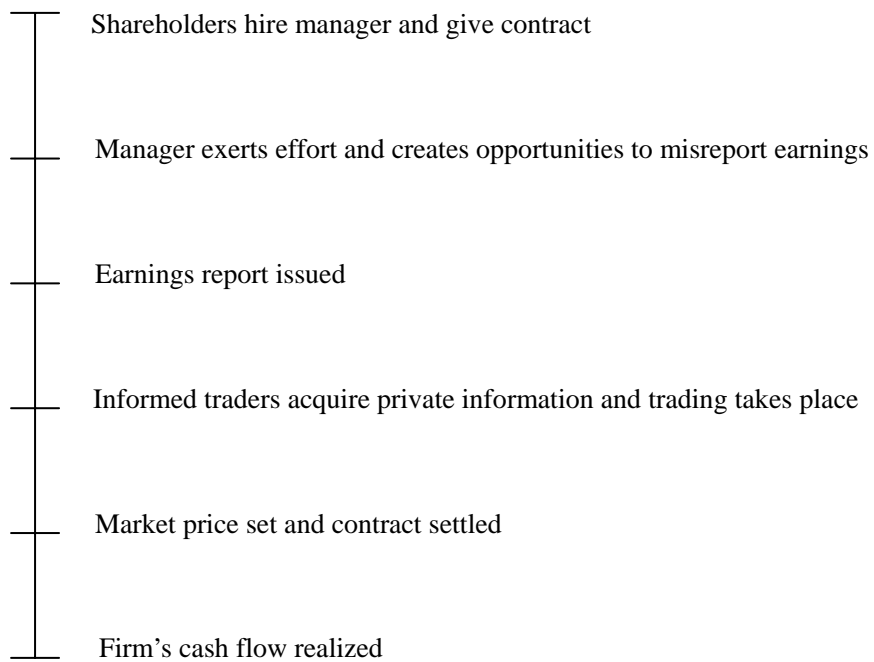 Shareholders hire manager and give contract
Manager exerts effort and creates opportunities to misreport earnings
Earnings report issued
Informed traders acquire private information and trading takes place
Market price set and contract settled
Firm’s cash flow realized